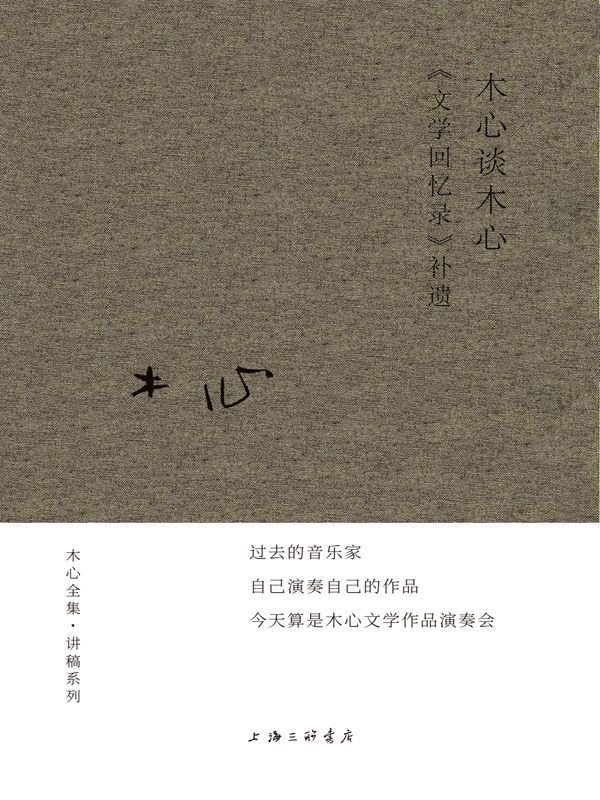 木心谈木心
《文学回忆录》补遗
木心
木心全集·讲稿系列
过去的音乐家
自己演奏自己的作品
今天算是木心文学作品演奏会
上海三联书店